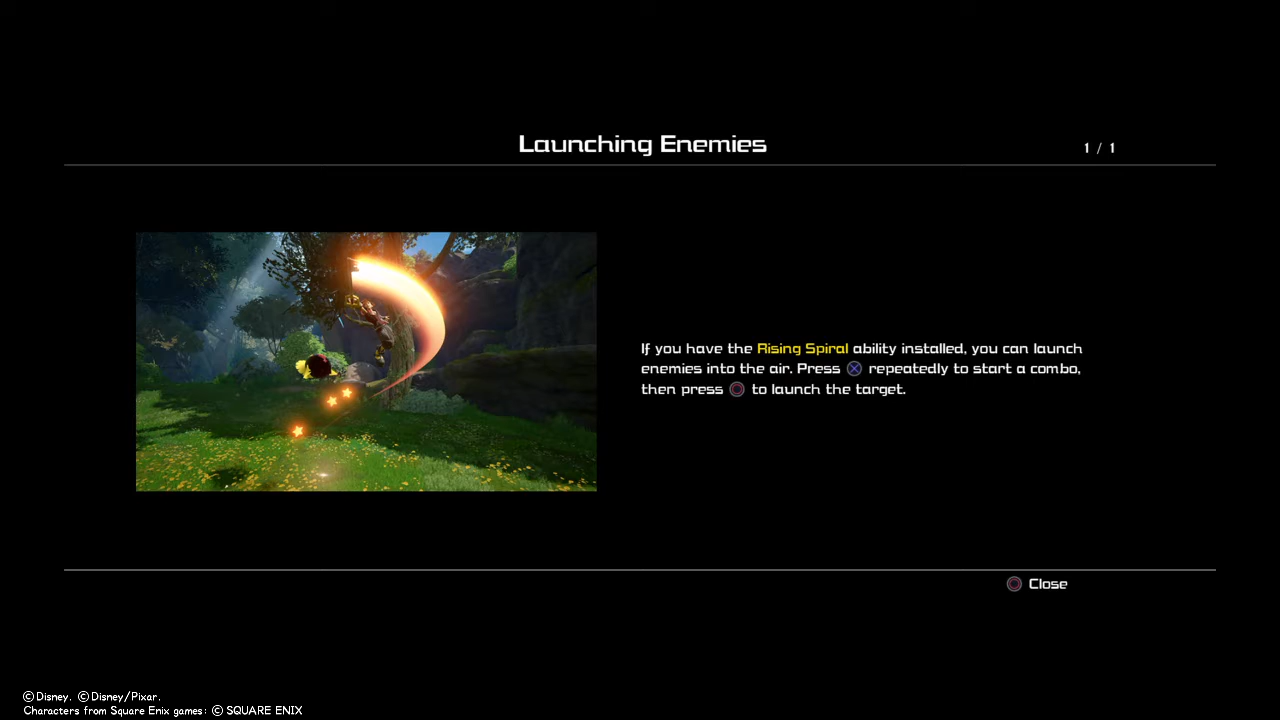 Launching Enemies
1 / 1
If you have the Rising Spiral ability installed, you can launch
enemies into the air. Press ⓧ repeatedly to start a combo,
then press ○ to launch the target.
○ Close
©Disney. ©Disney/Pixar.
Characters from Square Enix games: © SQUARE ENIX